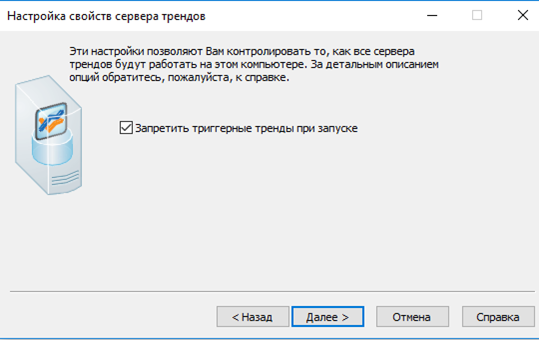 Настройка свойств сервера трендов
Эти настройки позволяют Вам контролировать то, как все сервера
трендов будут работать на этом компьютере. За детальным описанием
опций обратитесь, пожалуйста, к справке.
Запретить триггерные тренды при запуске
< Назад
Далее >
Отмена
Справка